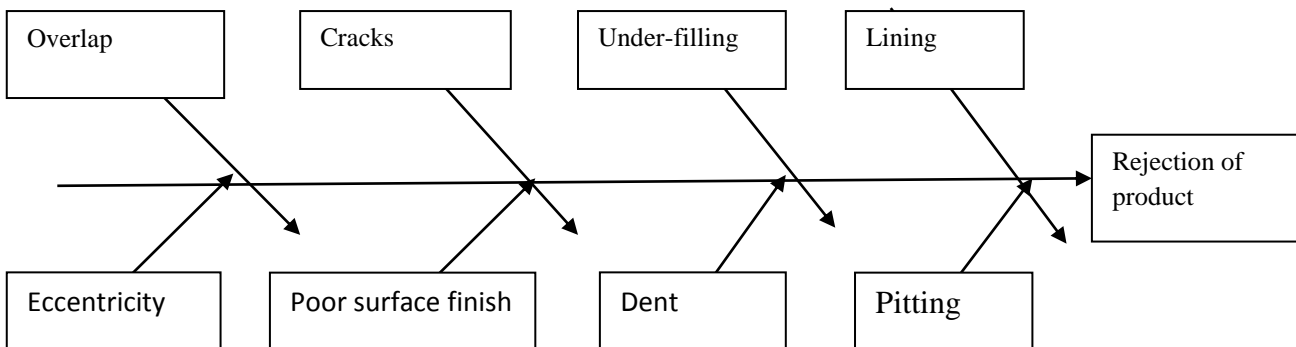 Overlap
Cracks
Under-filling
Lining
Rejection of
product
Eccentricity
Poor surface finish
Dent
Pitting